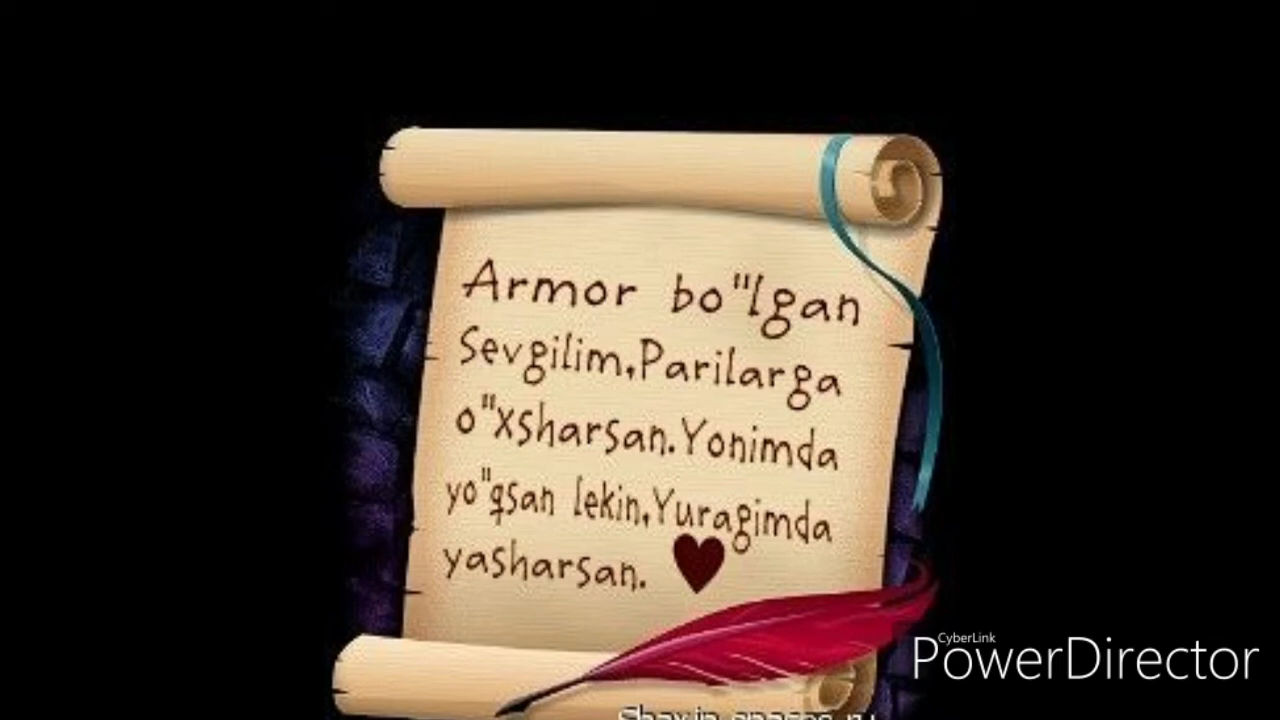 Armor bo"lgan
Sevgilim,Parilarga
o"xsharsan.Yonimda
yo"qsan lekin,Yuragimda
yasharsan.
CyberLink
PowerDirector